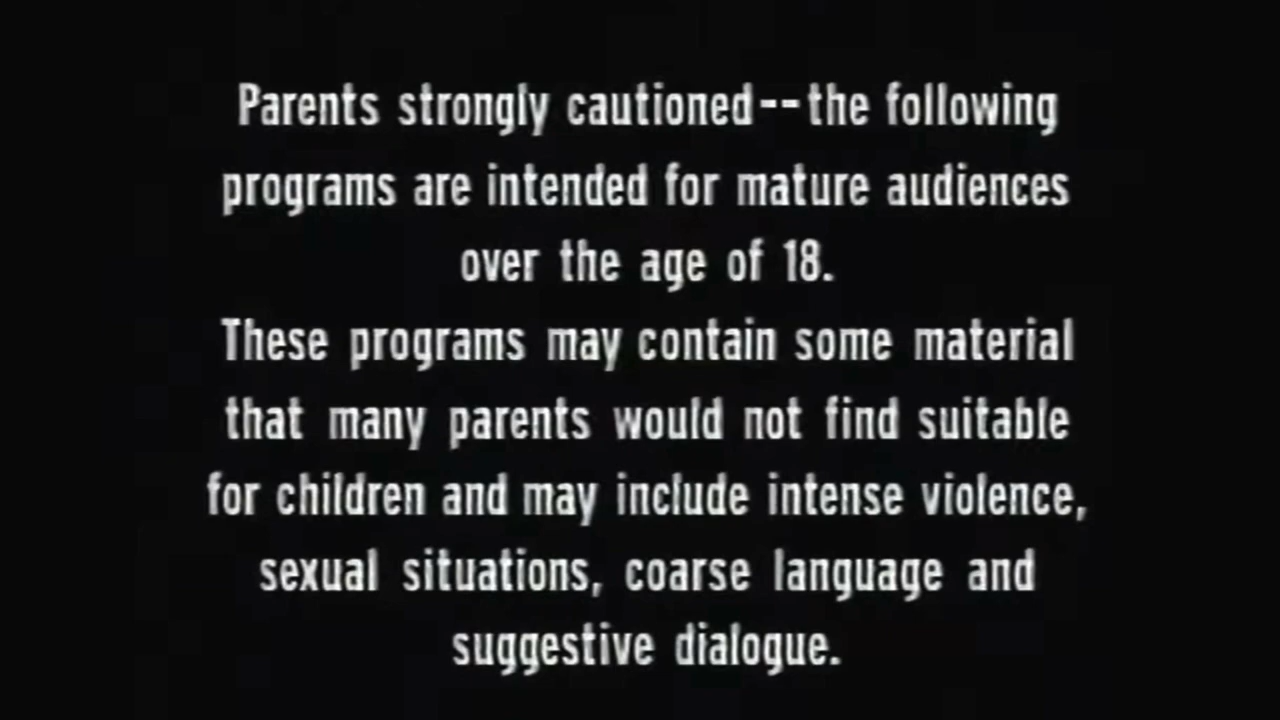 Parents strongly cautioned--the following
programs are intended for mature audiences
over the age of 18.
These programs may contain some material
that many parents would not find suitable
for children and may include intense violence,
sexual situations, coarse language and
suggestive dialogue.